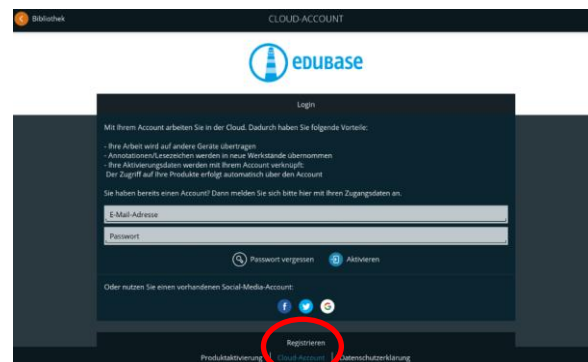 Bibliothek
CLOUD-ACCOUNT
EDUBASE
Login
Mit Ihrem Account arbeiten Sie in der Cloud. Dadurch haben Sie folgende Vorteile:
- Ihre Arbeit wird auf andere Geräte übertragen
- Annotationen/Lesezeichen werden in neue Werkstände übernommen
- Ihre Aktivierungsdaten werden mit Ihrem Account verknüpft:
Der Zugriff auf Ihre Produkte erfolgt automatisch über den Account
Sie haben bereits einen Account? Dann melden Sie sich bitte hier mit Ihren Zugangsdaten an.
E-Mail-Adresse
Passwort
Passwort vergessen Aktivieren
Oder nutzen Sie einen vorhandenen Social-Media-Account:
Registrieren
Produktaktivierung | Cloud-Account | Datenschutzerklärung